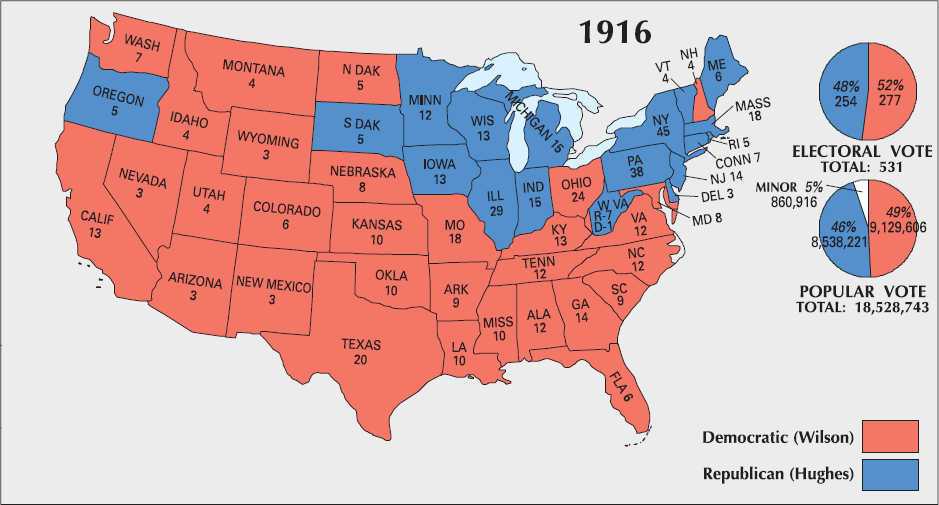 1916
WASH
7
MONTANA
4
N DAK
5
MINN
12
OREGON
5
IDAHO
4
WYOMING
3
S DAK
5
WIS
13
MICHIGAN 15
NEVADA
3
UTAH
4
COLORADO
6
NEBRASKA
8
IOWA
13
ILL
29
IND
15
OHIO
24
CALIF
13
KANSAS
10
MO
18
KY
13
W VA
R-7
D-1
VA
12
ARIZONA
3
NEW MEXICO
3
OKLA
10
ARK
9
TENN
12
NC
12
SC
9
TEXAS
20
LA
10
MISS
10
ALA
12
GA
14
FLA 6
PA
38
NY
45
VT
4
NH
4
ME
6
MASS
18
RI 5
CONN 7
NJ 14
DEL 3
MD 8
48%
254
52%
277
ELECTORAL VOTE
TOTAL: 531
MINOR 5%
860,916
46%
8,538,221
49%
9,129,606
POPULAR VOTE
TOTAL: 18,528,743
Democratic (Wilson)
Republican (Hughes)